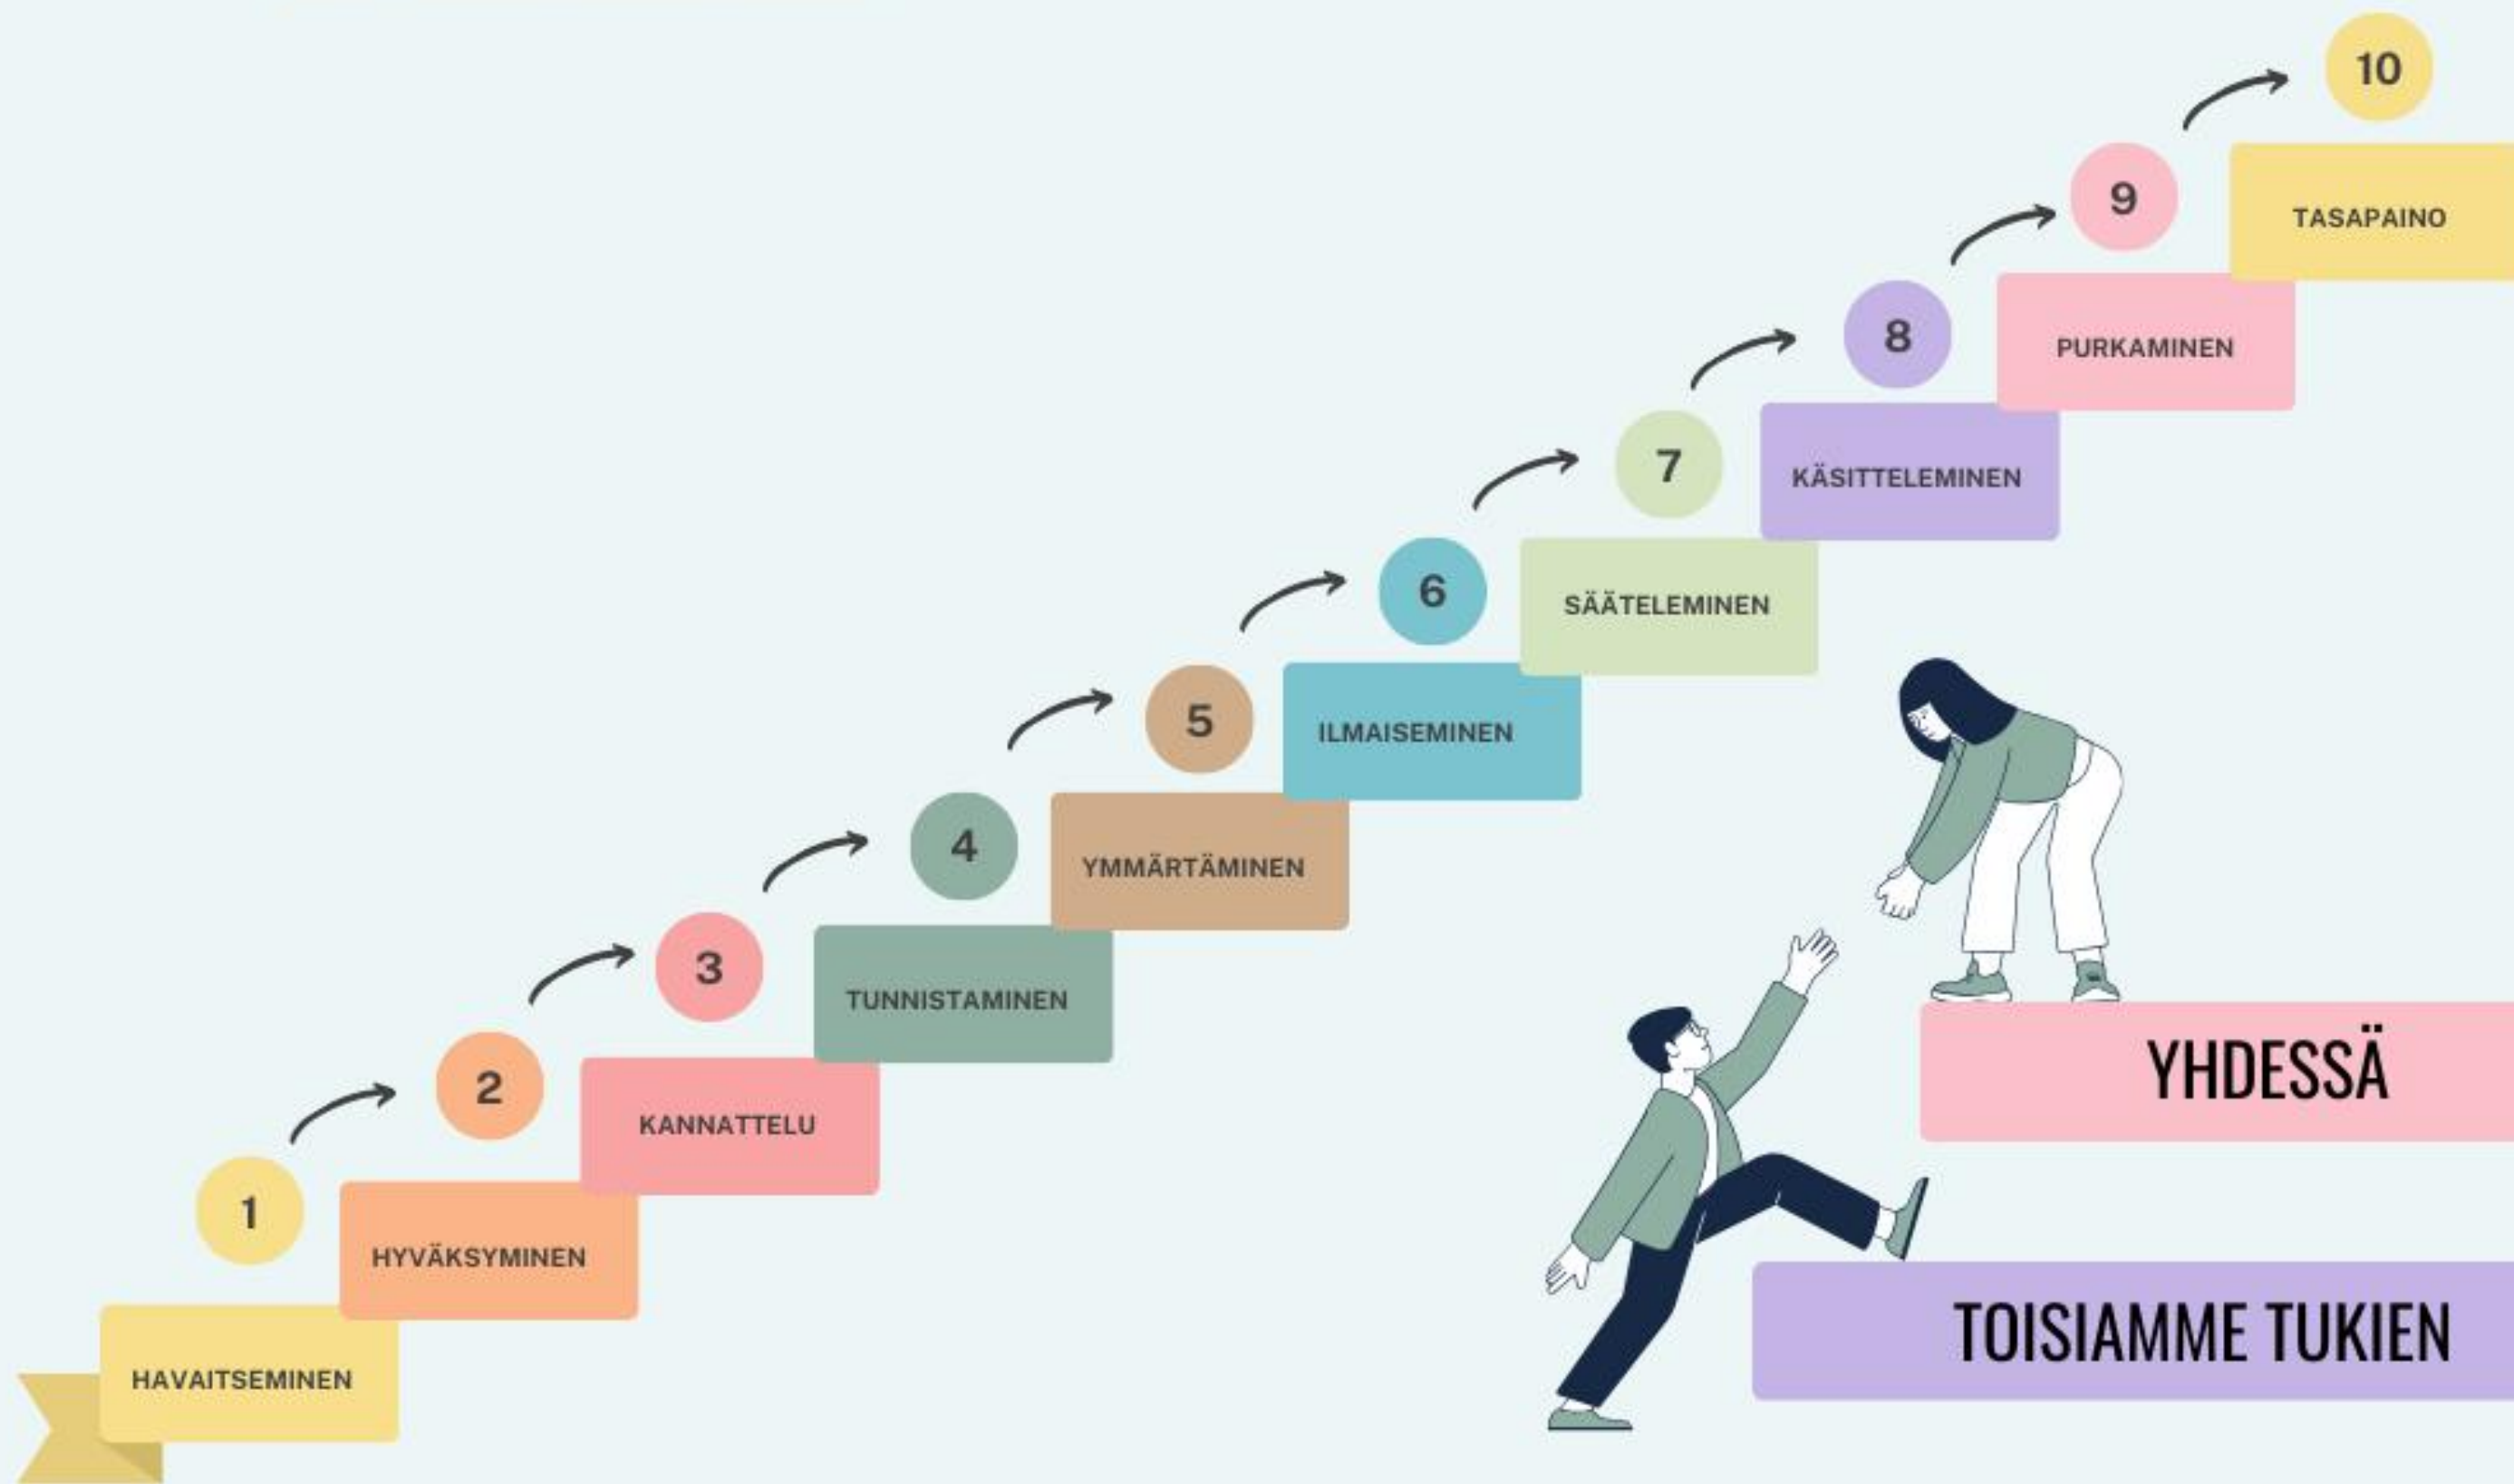 1
HAVAITSEMINEN
2
HYVÄKSYMINEN
3
KANNATTELU
4
TUNNISTAMINEN
5
YMMÄRTÄMINEN
6
ILMAISEMINEN
7
SÄÄTELEMINEN
8
KÄSITTELEMINEN
9
PURKAMINEN
10
TASAPAINO
YHDESSÄ
TOISIAMME TUKIEN